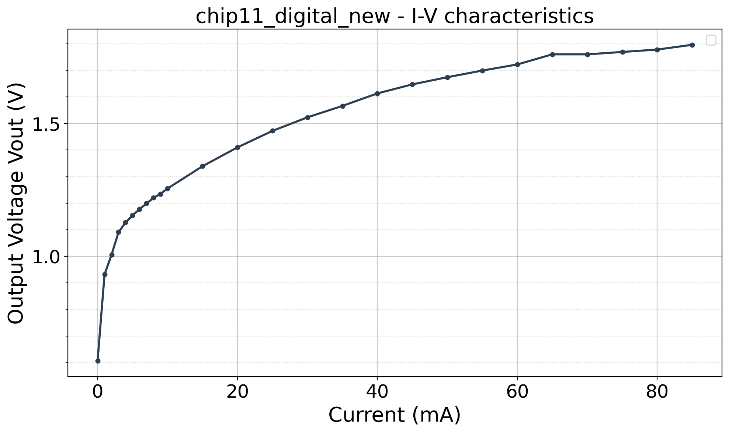 chip11_digital_new - I-V characteristics
Output Voltage Vout (V)
1.5
1.0
0
20
40
60
80
Current (mA)